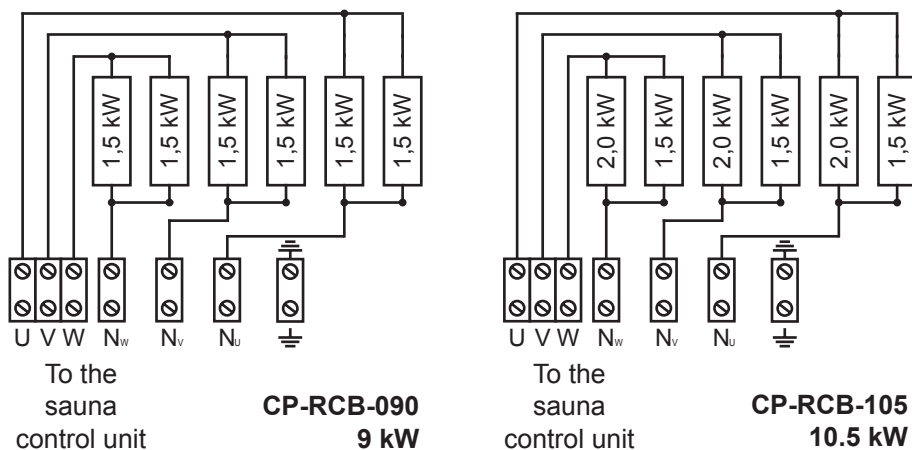 1,5 kW 1,5 kW 1,5 kW 1,5 kW 1,5 kW 1,5 kW
U V W Nw Nv Nu
To the
sauna
control unit
CP-RCB-090
9 kW
2,0 kW 1,5 kW 2,0 kW 1,5 kW 2,0 kW 1,5 kW
U V W Nw Nv Nu
To the
sauna
control unit
CP-RCB-105
10.5 kW